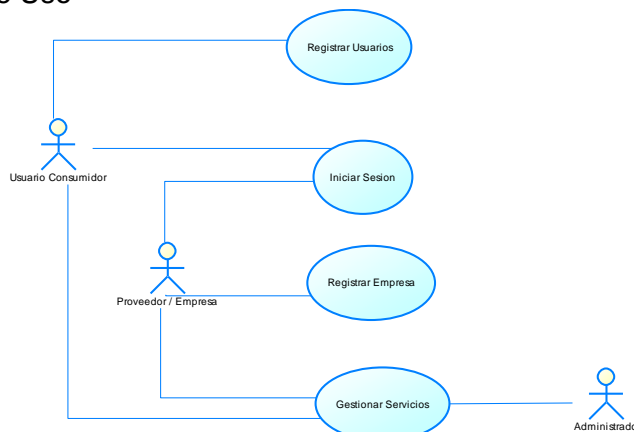 Registrar Usuarios
Usuario Consumidor
Iniciar Sesion
Proveedor / Empresa
Registrar Empresa
Gestionar Servicios